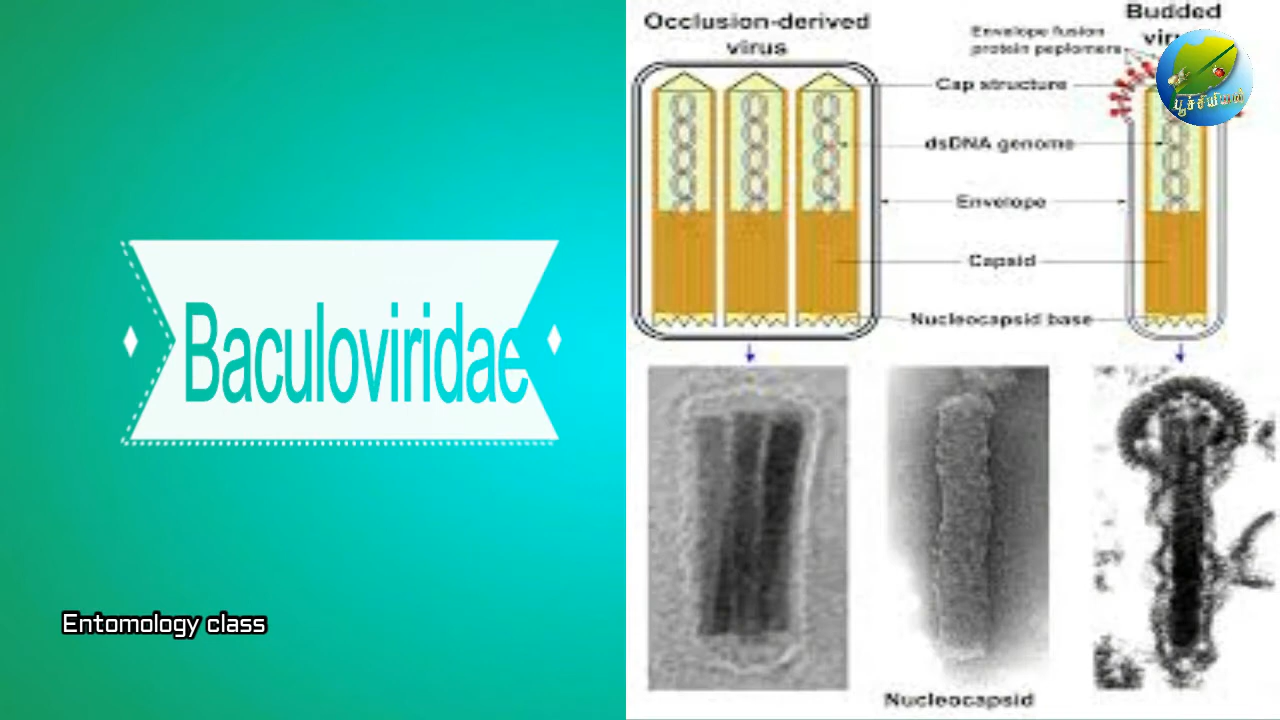 Baculoviridae
Entomology class
Occlusion-derived
virus
Budded
Envelope fusion
protein peplomers
Cap structure
dsDNA genome
Envelope
Capsid
Nucleocapsid base
Nucleocapsid
பூச்சியியல்